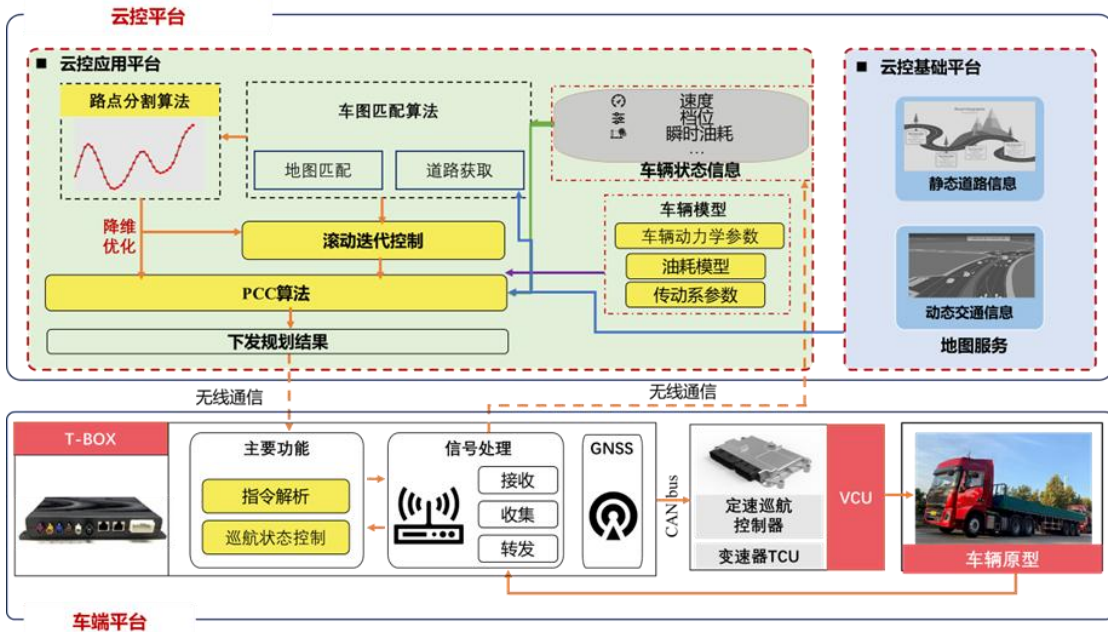 云控平台
云控应用平台
路点分割算法
车图匹配算法
地图匹配
道路获取
速度
档位
瞬时油耗
...
车辆状态信息
降维
优化
滚动迭代控制
车辆模型
车辆动力学参数
油耗模型
传动系参数
PCC算法
下发规划结果
云控基础平台
静态道路信息
动态交通信息
地图服务
无线通信
无线通信
T-BOX
主要功能
指令解析
巡航状态控制
信号处理
接收
收集
转发
GNSS
CAN bus
定速巡航
控制器
变速器TCU
VCU
车辆原型
车端平台